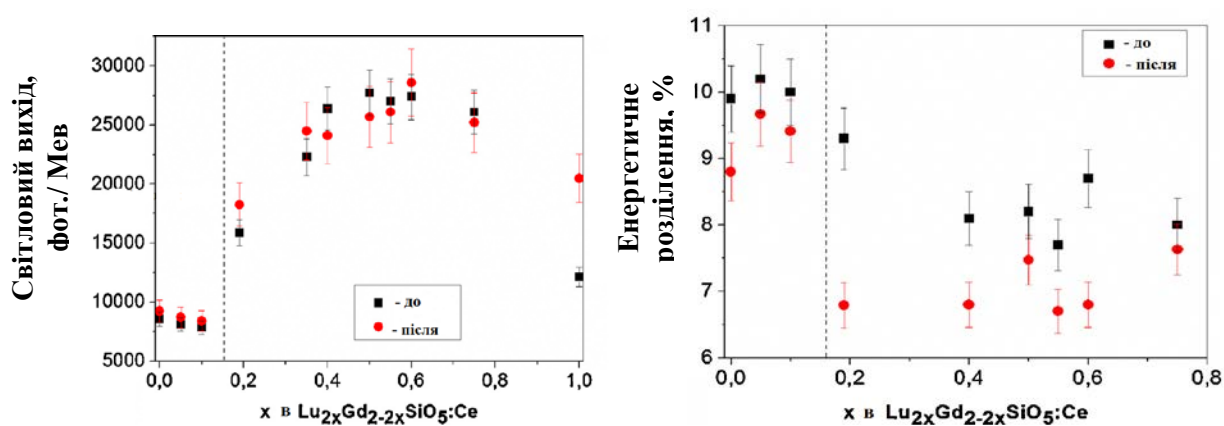 Світловий вихід,
фот./ Мев
30000
25000
20000
15000
10000
5000
- до
- після
0,0 0,2 0,4 0,6 0,8 1,0
x в Lu2xGd2-2xSiO5:Ce
Енергетичне
розділення, %
11
10
9
8
7
6
- до
- після
0,0 0,2 0,4 0,6 0,8
x в Lu2xGd2-2xSiO5:Ce